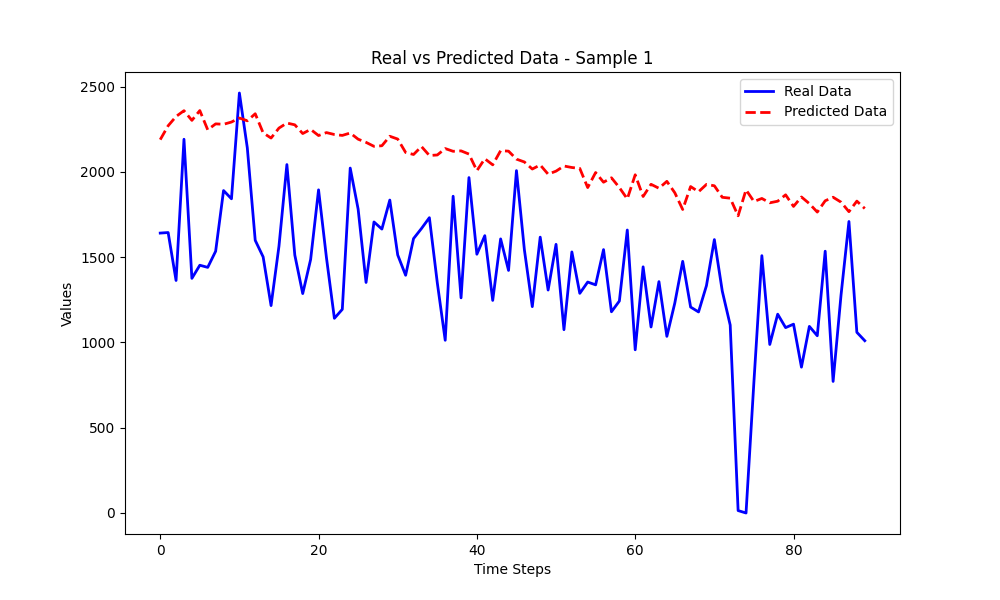 Real vs Predicted Data - Sample 1
Real Data
Predicted Data
2500
2000
1500
1000
500
0
Values
0 20 40 60 80
Time Steps